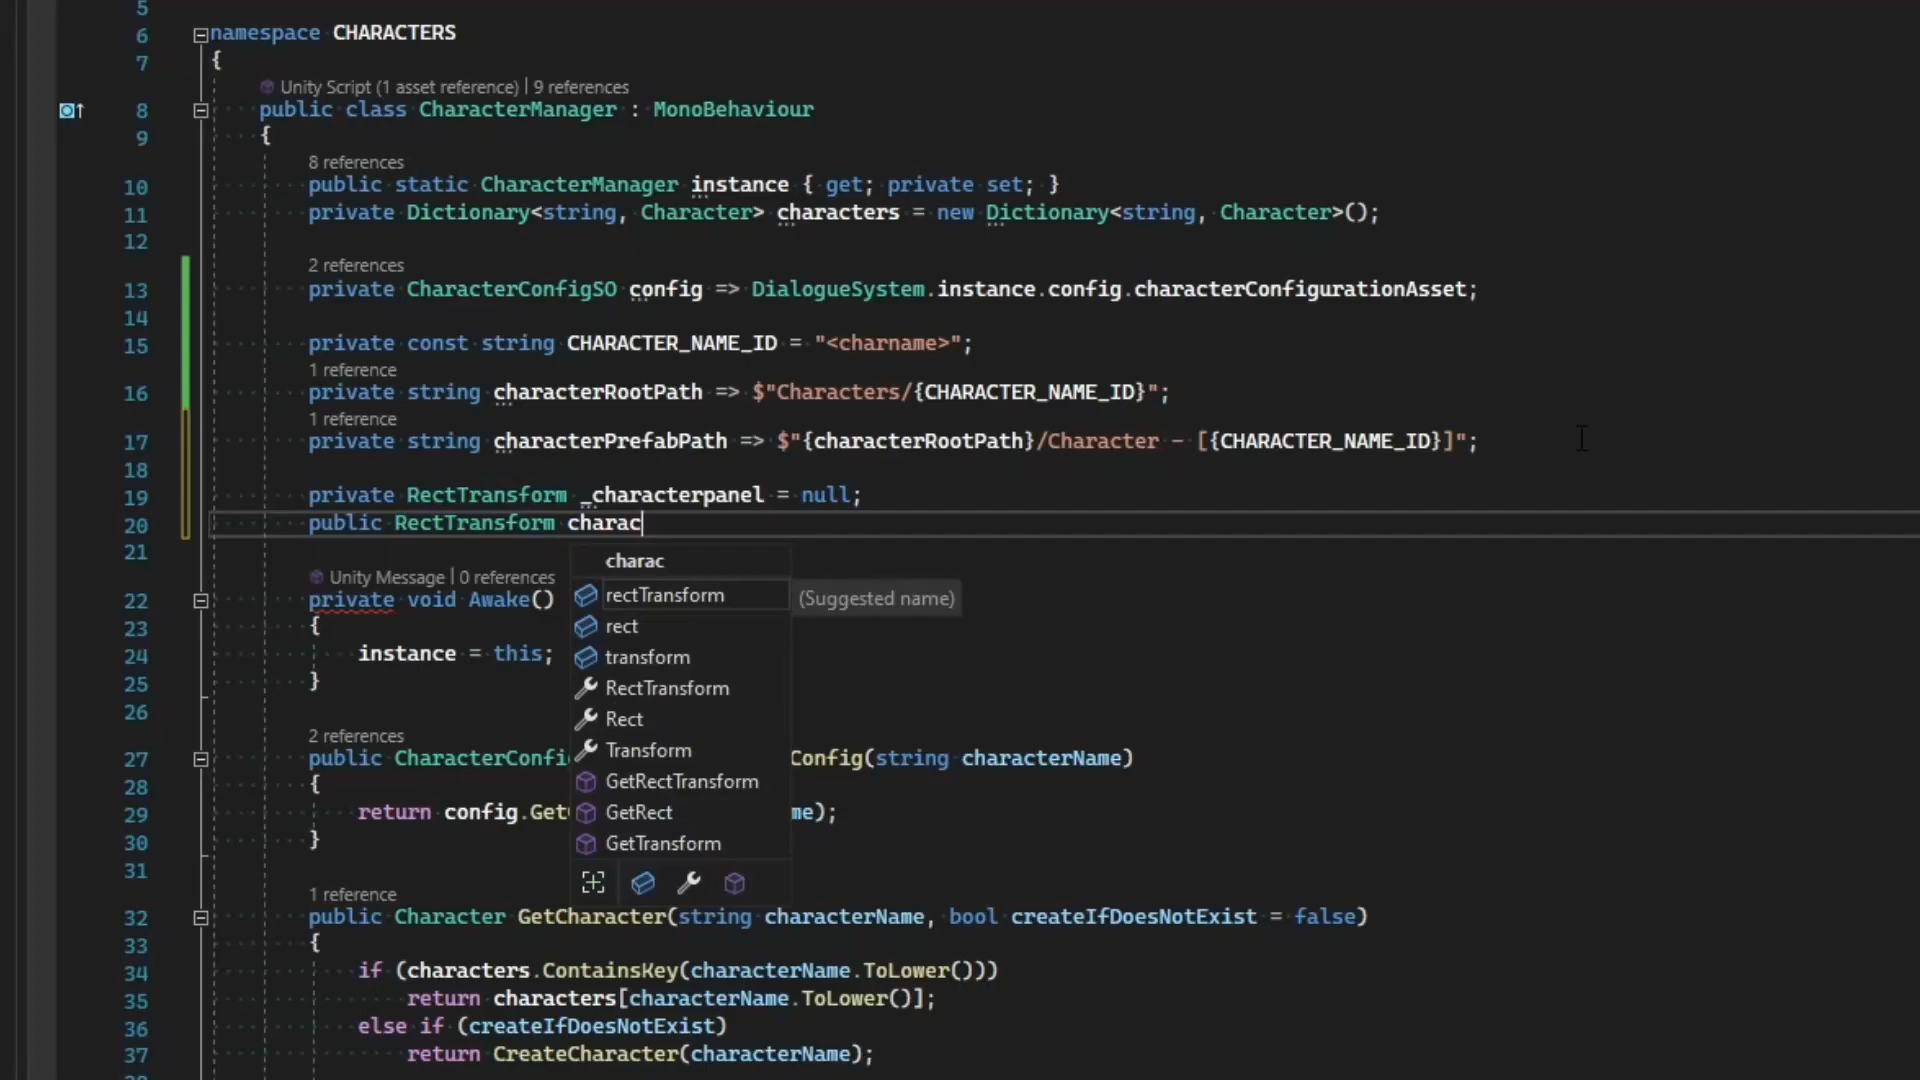 5
6 namespace CHARACTERS
7 {
Unity Script (1 asset reference) | 9 references
8 public class CharacterManager : MonoBehaviour
9 {
8 references
10 public static CharacterManager instance { get; private set; }
11 private Dictionary<string, Character> characters = new Dictionary<string, Character>();
12
2 references
13 private CharacterConfigSO config => DialogueSystem.instance.config.characterConfigurationAsset;
14
15 private const string CHARACTER_NAME_ID = "<charname>";
1 reference
16 private string characterRootPath => $"Characters/{CHARACTER_NAME_ID}";
1 reference
17 private string characterPrefabPath => $"{characterRootPath}/Character - [{CHARACTER_NAME_ID}]";
18
19 private RectTransform _characterpanel = null;
20 public RectTransform charac
21
charac
Unity Message | 0 references
rectTransform (Suggested name)
22 private void Awake()
rect
23 {
transform
24 instance = this;
25 }
RectTransform
26
Rect
2 references
Transform
27 public CharacterConfi Config(string characterName)
28 {
GetRectTransform
29 return config.Get me);
GetRect
30 }
GetTransform
31
1 reference
32 public Character GetCharacter(string characterName, bool createIfDoesNotExist = false)
33 {
34 if (characters.ContainsKey(characterName.ToLower()))
35 return characters[characterName.ToLower()];
36 else if (createIfDoesNotExist)
37 return CreateCharacter(characterName);